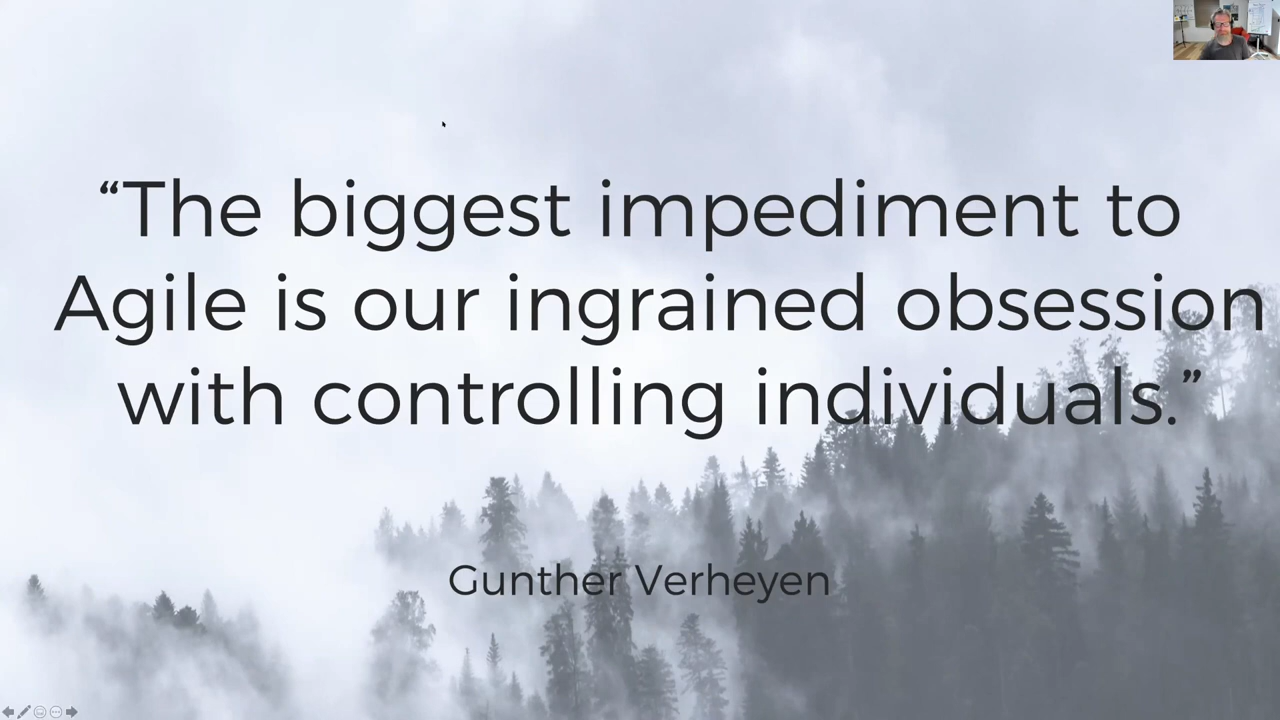 “The biggest impediment to
Agile is our ingrained obsession
with controlling individuals.”
Gunther Verheyen